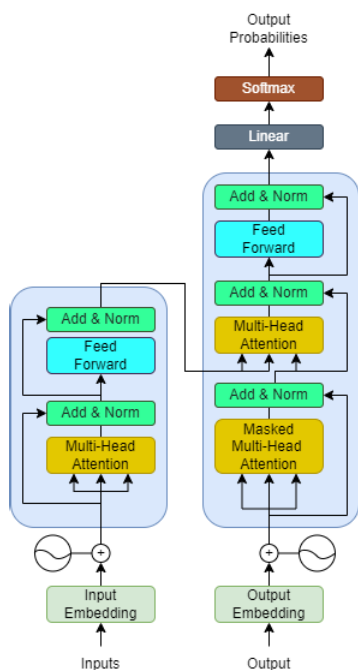 Output
Probabilities
Softmax
Linear
Add & Norm
Feed
Forward
Add & Norm
Multi-Head
Attention
Add & Norm
Masked
Multi-Head
Attention
Add & Norm
Feed
Forward
Add & Norm
Multi-Head
Attention
+
+
Input
Embedding
Output
Embedding
Inputs
Output